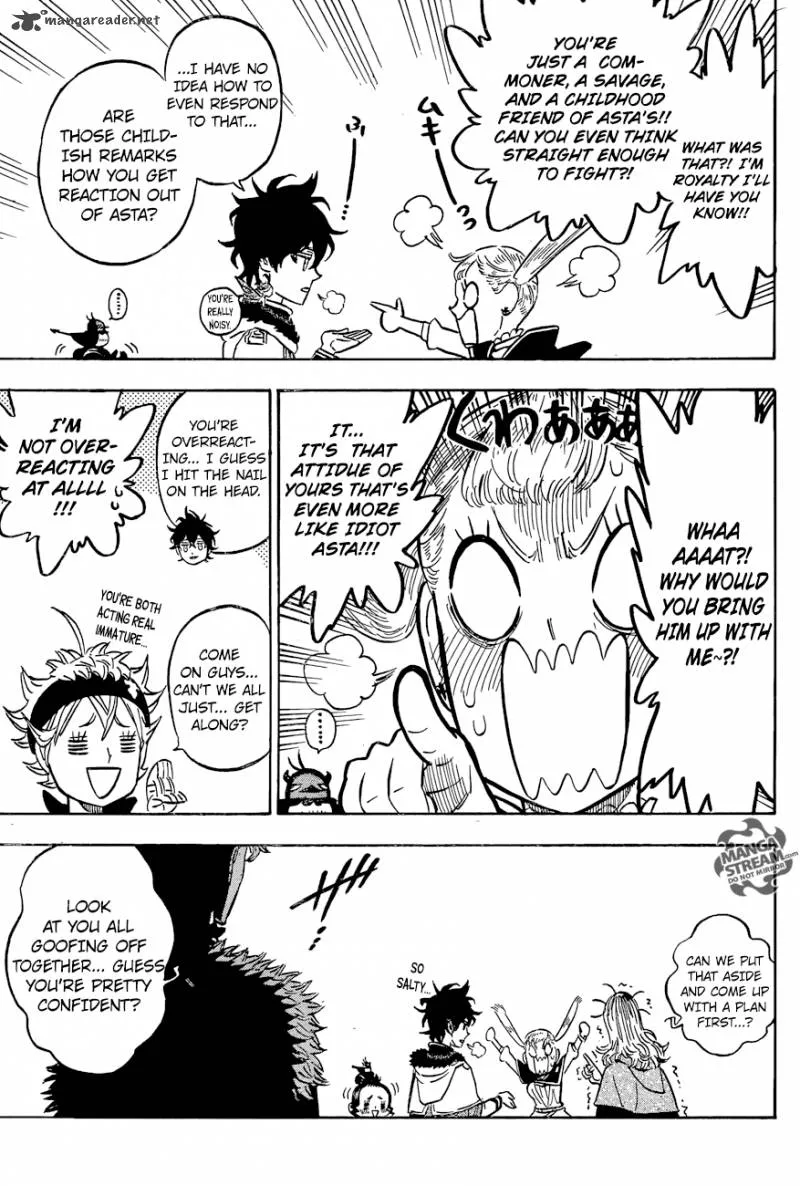 mangareader.net
WHAT WAS
THAT?! I'M
ROYALTY I'LL
HAVE YOU
KNOW!!
YOU'RE
JUST A COM-
MONER, A SAVAGE,
AND A CHILDHOOD
FRIEND OF ASTA'S!!
CAN YOU EVEN THINK
STRAIGHT ENOUGH
TO FIGHT?!
ムキーっ
ふ
...I HAVE NO
IDEA HOW TO
EVEN RESPOND
TO THAT...
ARE
THOSE CHILD-
ISH REMARKS
HOW YOU GET
REACTION OUT
OF ASTA?
YOU'RE
REALLY
NOISY.
......
WHAA
AAAAT?!
WHY WOULD
YOU BRING
HIM UP WITH
ME~?!
くわぁぁぁ
IT...
IT'S THAT
ATTIDUE OF
YOURS THAT'S
EVEN MORE
LIKE IDIOT
ASTA!!!
......
YOU'RE
OVERREACT-
ING... I GUESS
I HIT THE NAIL
ON THE HEAD.
I'M
NOT OVER-
REACTING
AT ALLLL
!!!
YOU'RE BOTH
ACTING REAL
IMMATURE...
COME
ON GUYS...
CAN'T WE ALL
JUST... GET
ALONG?
MANGA
STREAM.com
DO NOT MIRROR!
CAN WE PUT
THAT ASIDE
AND COME UP
WITH A PLAN
FIRST...?
SO
SALTY...
LOOK
AT YOU ALL
GOOFING OFF
TOGETHER... GUESS
YOU'RE PRETTY
CONFIDENT?